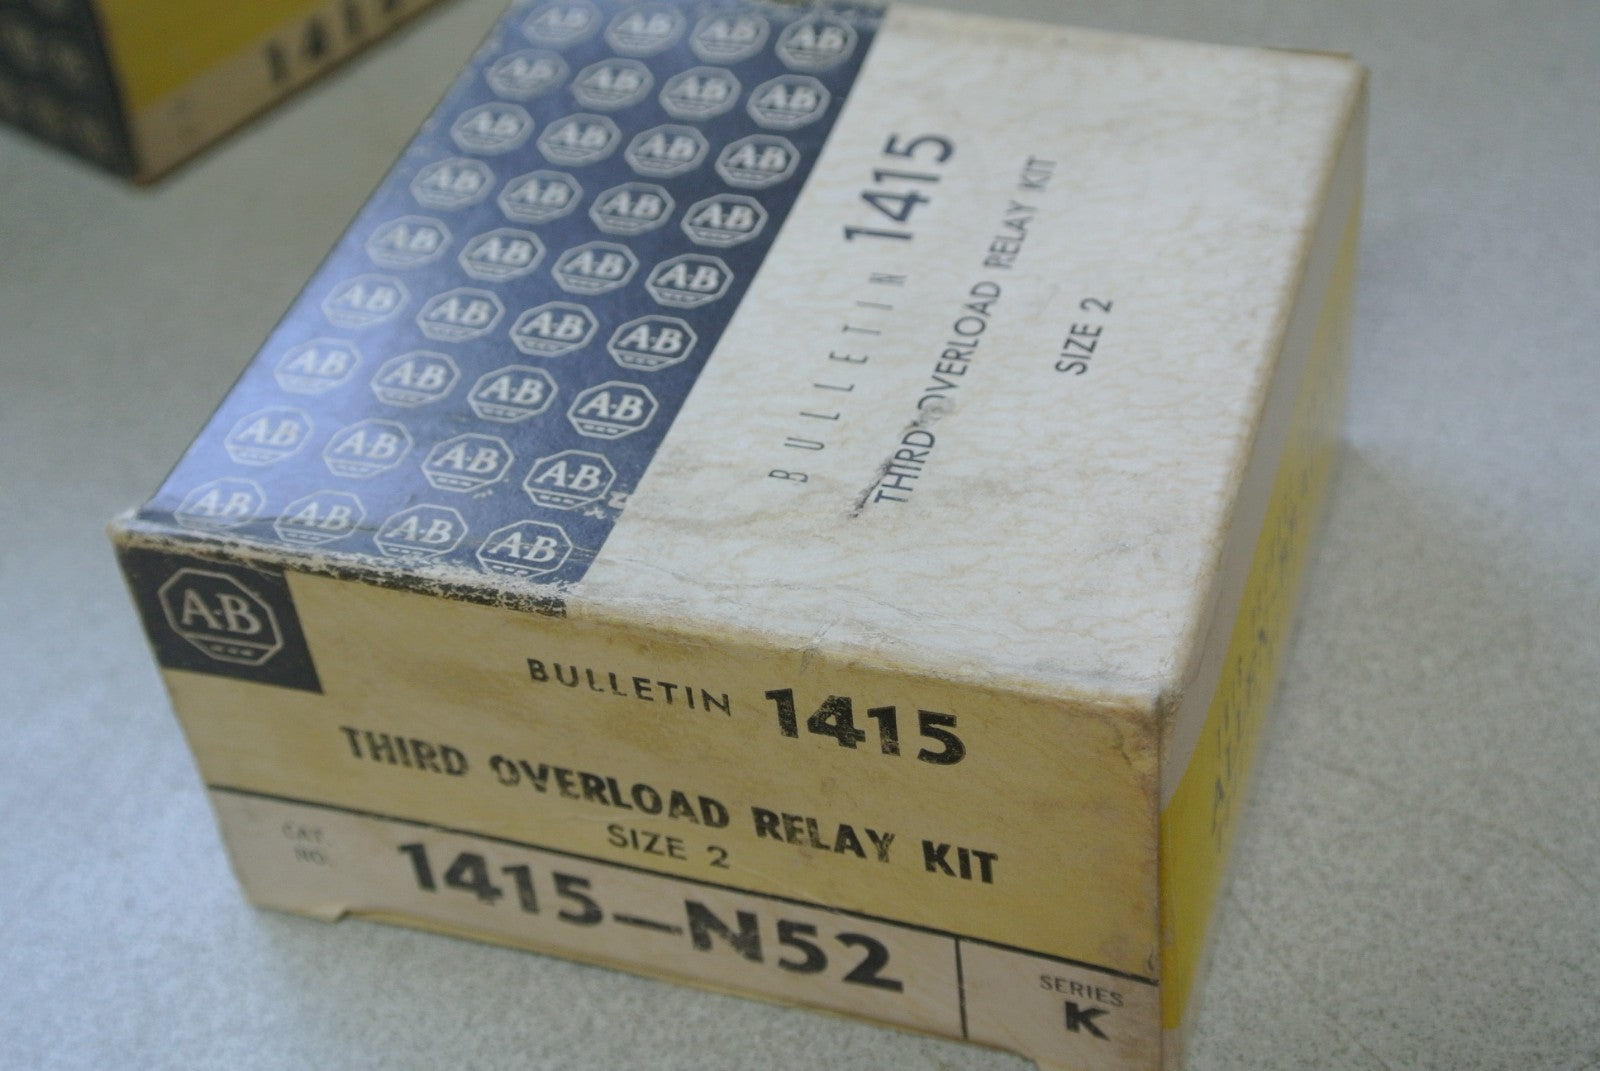 BULLETIN 1415
THIRD OVERLOAD RELAY KIT
SIZE 2
A-B
BULLETIN 1415
THIRD OVERLOAD RELAY KIT
SIZE 2
CAT. NO. 1415-N52
SERIES K